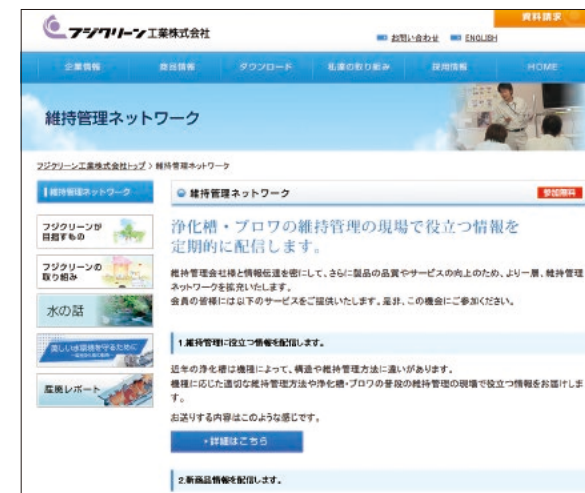 資料請求
フジクリーン工業株式会社
お問い合わせ ENGLISH
企業情報 商品情報 ダウンロード 私達の取り組み 採用情報 HOME
維持管理ネットワーク
フジクリーン工業株式会社トップ > 維持管理ネットワーク
維持管理ネットワーク
フジクリーンが
目指すもの
フジクリーンの
取り組み
水の話
美しい水環境を守るために
産廃レポート
維持管理ネットワーク 参加無料
浄化槽・ブロワの維持管理の現場で役立つ情報を
定期的に配信します。
維持管理会社様と情報伝達を密にして、さらに製品の品質やサービスの向上のため、より一層、維持管理
ネットワークを拡充いたします。
会員の皆様には以下のサービスをご提供いたします。是非、この機会にご参加ください。
1.維持管理に役立つ情報を配信します。
近年の浄化槽は機種によって、構造や維持管理方法に違いがあります。
機種に応じた適切な維持管理方法や浄化槽・ブロワの普段の維持管理の現場で役立つ情報をお届けしま
す。
お送りする内容はこのような感じです。
詳細はこちら
2.新商品情報を配信します。